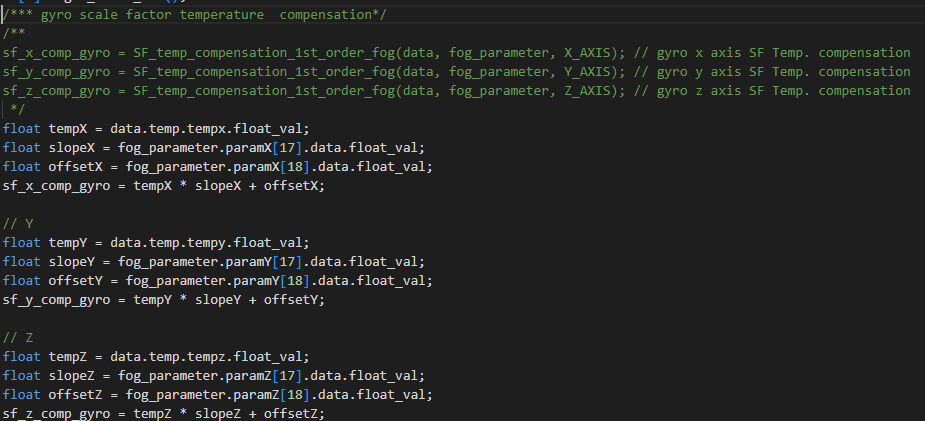 /*** gyro scale factor temperature  compensation*/
/**
sf_x_comp_gyro = SF_temp_compensation_1st_order_fog(data, fog_parameter, X_AXIS); // gyro x axis SF Temp. compensation
sf_y_comp_gyro = SF_temp_compensation_1st_order_fog(data, fog_parameter, Y_AXIS); // gyro y axis SF Temp. compensation
sf_z_comp_gyro = SF_temp_compensation_1st_order_fog(data, fog_parameter, Z_AXIS); // gyro z axis SF Temp. compensation
 */
float tempX = data.temp.tempx.float_val;
float slopeX = fog_parameter.paramX[17].data.float_val;
float offsetX = fog_parameter.paramX[18].data.float_val;
sf_x_comp_gyro = tempX * slopeX + offsetX;

// Y
float tempY = data.temp.tempy.float_val;
float slopeY = fog_parameter.paramY[17].data.float_val;
float offsetY = fog_parameter.paramY[18].data.float_val;
sf_y_comp_gyro = tempY * slopeY + offsetY;

// Z
float tempZ = data.temp.tempz.float_val;
float slopeZ = fog_parameter.paramZ[17].data.float_val;
float offsetZ = fog_parameter.paramZ[18].data.float_val;
sf_z_comp_gyro = tempZ * slopeZ + offsetZ;